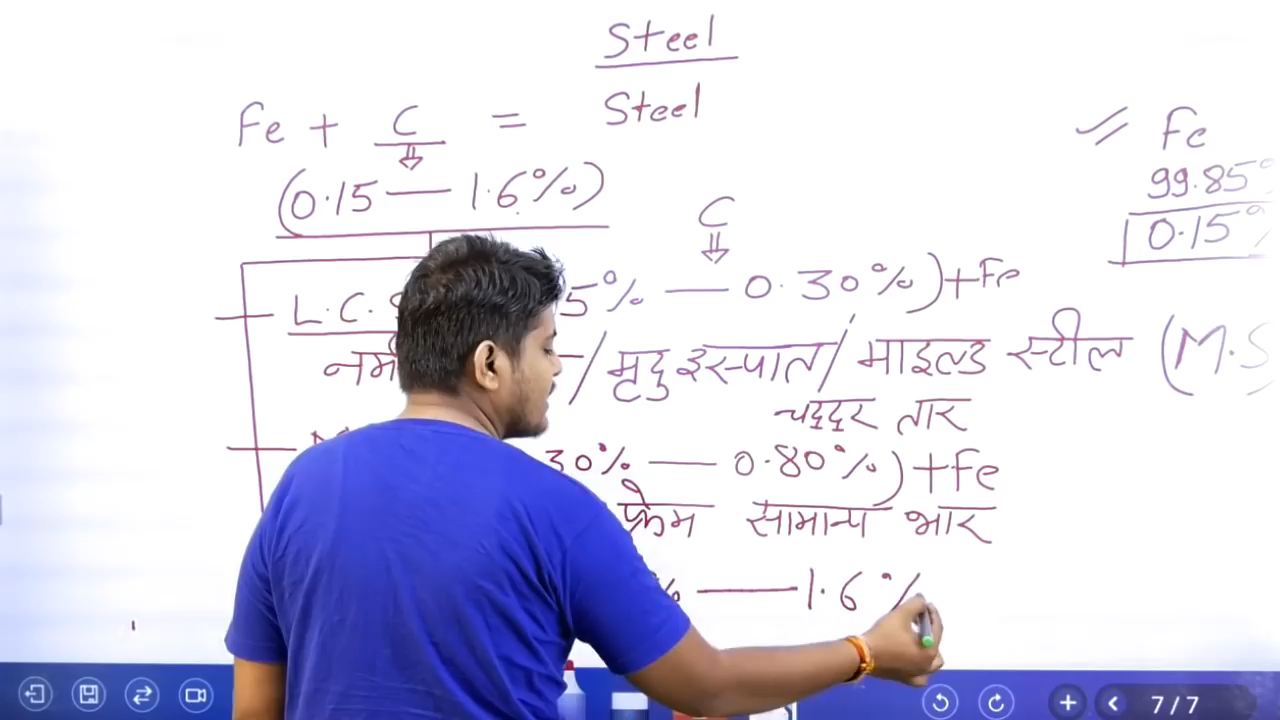 Steel
Fe + C = Steel
(0.15 — 1.6%)
Fe
99.85%
0.15%
C
L.C. 5% — 0.30%) + Fe
/ मृदु इस्पात / माइल्ड स्टील (M.S
चद्दर तार
30% — 0.80%) + Fe
फ्रेम सामान्य भार
% — 1.6%
7 / 7